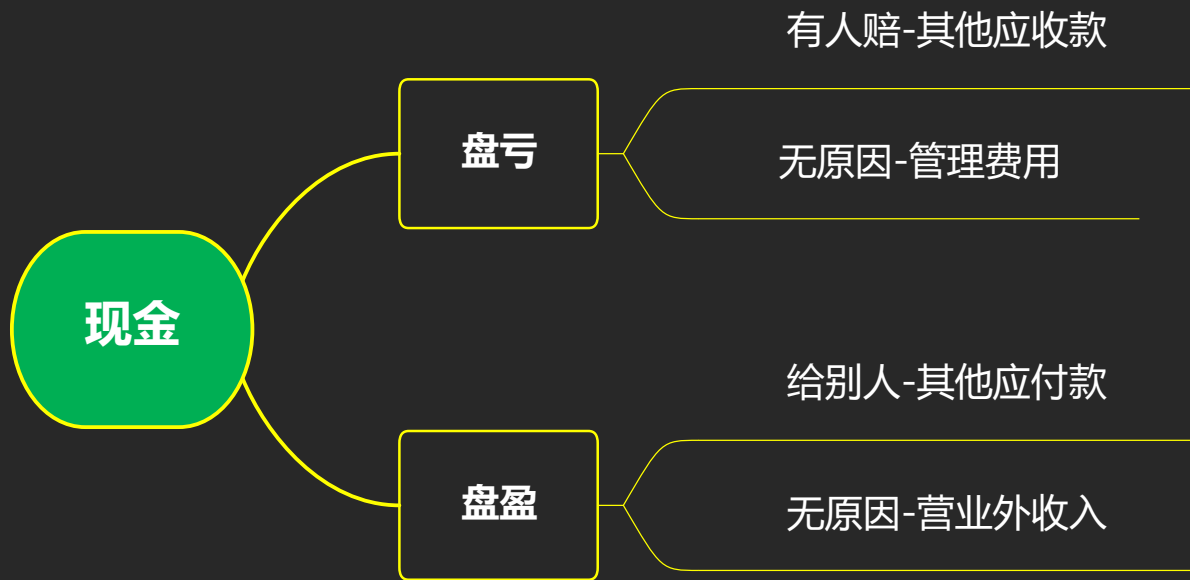 现金
盘亏
有人赔-其他应收款
无原因-管理费用
盘盈
给别人-其他应付款
无原因-营业外收入